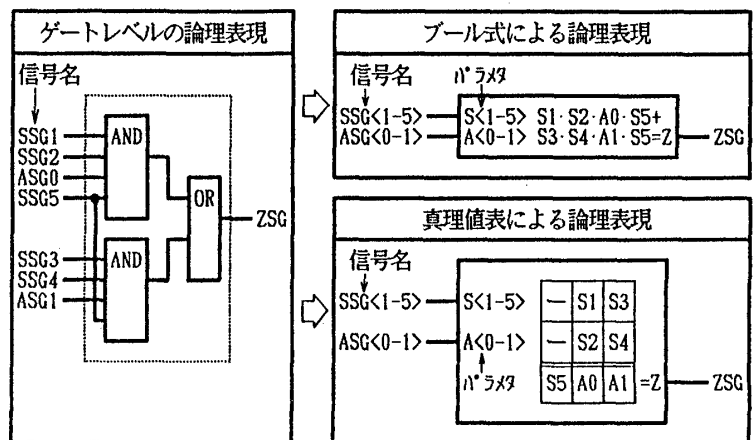 ゲートレベルの論理表現
信号名
SSG1
SSG2
ASG0
SSG5
AND
OR
ZSG
SSG3
SSG4
ASG1
AND
ブール式による論理表現
信号名
パラメタ
SSG<1-5>
S<1-5> S1·S2·A0·S5+
ASG<0-1>
A<0-1> S3·S4·A1·S5=Z
ZSG
真理値表による論理表現
信号名
SSG<1-5>
S<1-5>
— S1 S3
ASG<0-1>
A<0-1>
— S2 S4
パラメタ
S5 A0 A1 =Z
ZSG